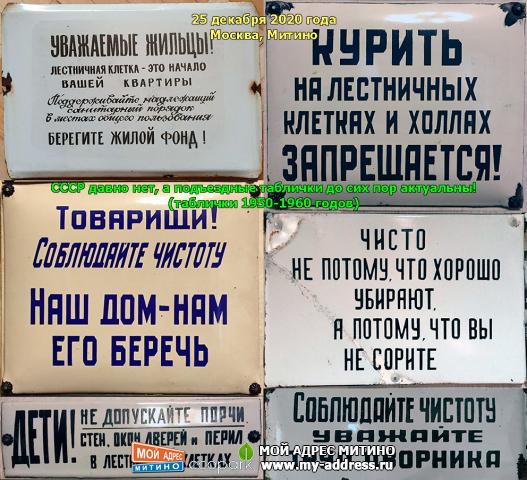 25 декабря 2020 года
Москва, Митино
УВАЖАЕМЫЕ ЖИЛЬЦЫ!
ЛЕСТНИЧНАЯ КЛЕТКА - ЭТО НАЧАЛО
ВАШЕЙ КВАРТИРЫ
Поддерживайте надлежащий
санитарный порядок
в местах общего пользования
БЕРЕГИТЕ ЖИЛОЙ ФОНД!
КУРИТЬ
НА ЛЕСТНИЧНЫХ
КЛЕТКАХ И ХОЛЛАХ
ЗАПРЕЩАЕТСЯ!
СССР давно нет, а подъездные таблички до сих пор актуальны!
(таблички 1950-1960 годов)
ТОВАРИЩИ!
СОБЛЮДАЙТЕ ЧИСТОТУ
НАШ ДОМ-НАМ
ЕГО БЕРЕЧЬ
ЧИСТО
НЕ ПОТОМУ, ЧТО ХОРОШО
УБИРАЮТ,
А ПОТОМУ, ЧТО ВЫ
НЕ СОРИТЕ
ДЕТИ!
НЕ ДОПУСКАЙТЕ ПОРЧИ
СТЕН, ОКОН, ДВЕРЕЙ И ПЕРИЛ
В
СОБЛЮДАЙТЕ ЧИСТОТУ
УВАЖАЙТЕ
МОЙ АДРЕС
МИТИНО
МОЙ АДРЕС МИТИНО
www.my-address.ru